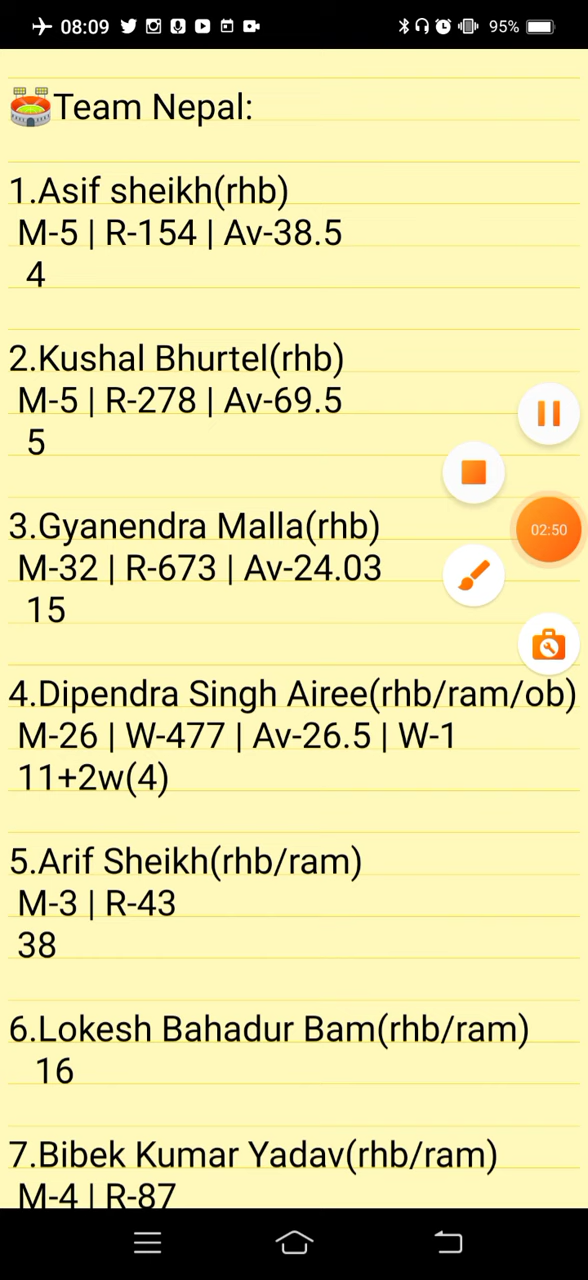 08:09
95%
Team Nepal:
1.Asif sheikh(rhb)
M-5 | R-154 | Av-38.5
4
2.Kushal Bhurtel(rhb)
M-5 | R-278 | Av-69.5
5
3.Gyanendra Malla(rhb)
M-32 | R-673 | Av-24.03
15
02:50
4.Dipendra Singh Airee(rhb/ram/ob)
M-26 | W-477 | Av-26.5 | W-1
11+2w(4)
5.Arif Sheikh(rhb/ram)
M-3 | R-43
38
6.Lokesh Bahadur Bam(rhb/ram)
16
7.Bibek Kumar Yadav(rhb/ram)
M-4 | R-87